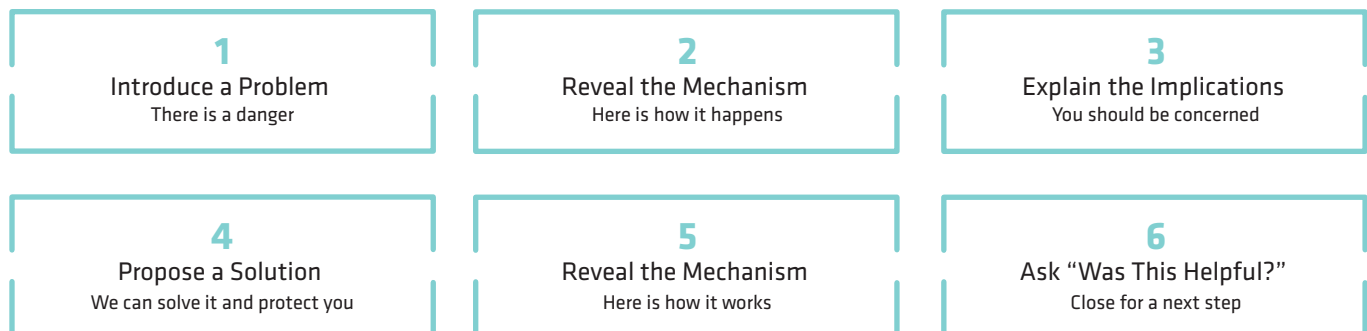 1
Introduce a Problem
There is a danger
2
Reveal the Mechanism
Here is how it happens
3
Explain the Implications
You should be concerned
4
Propose a Solution
We can solve it and protect you
5
Reveal the Mechanism
Here is how it works
6
Ask “Was This Helpful?”
Close for a next step